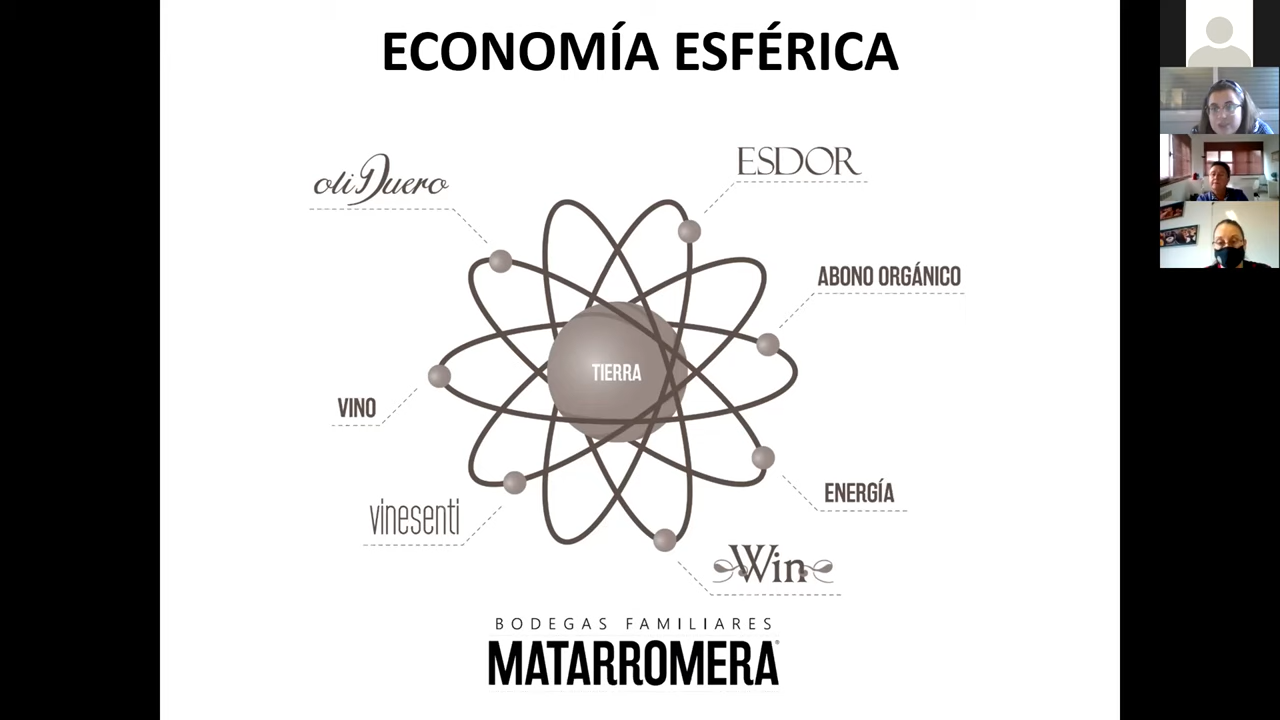 ECONOMÍA ESFÉRICA
oliDuero
ESDOR
ABONO ORGÁNICO
TIERRA
VINO
ENERGÍA
vinesenti
Win
BODEGAS FAMILIARES
MATARROMERA®